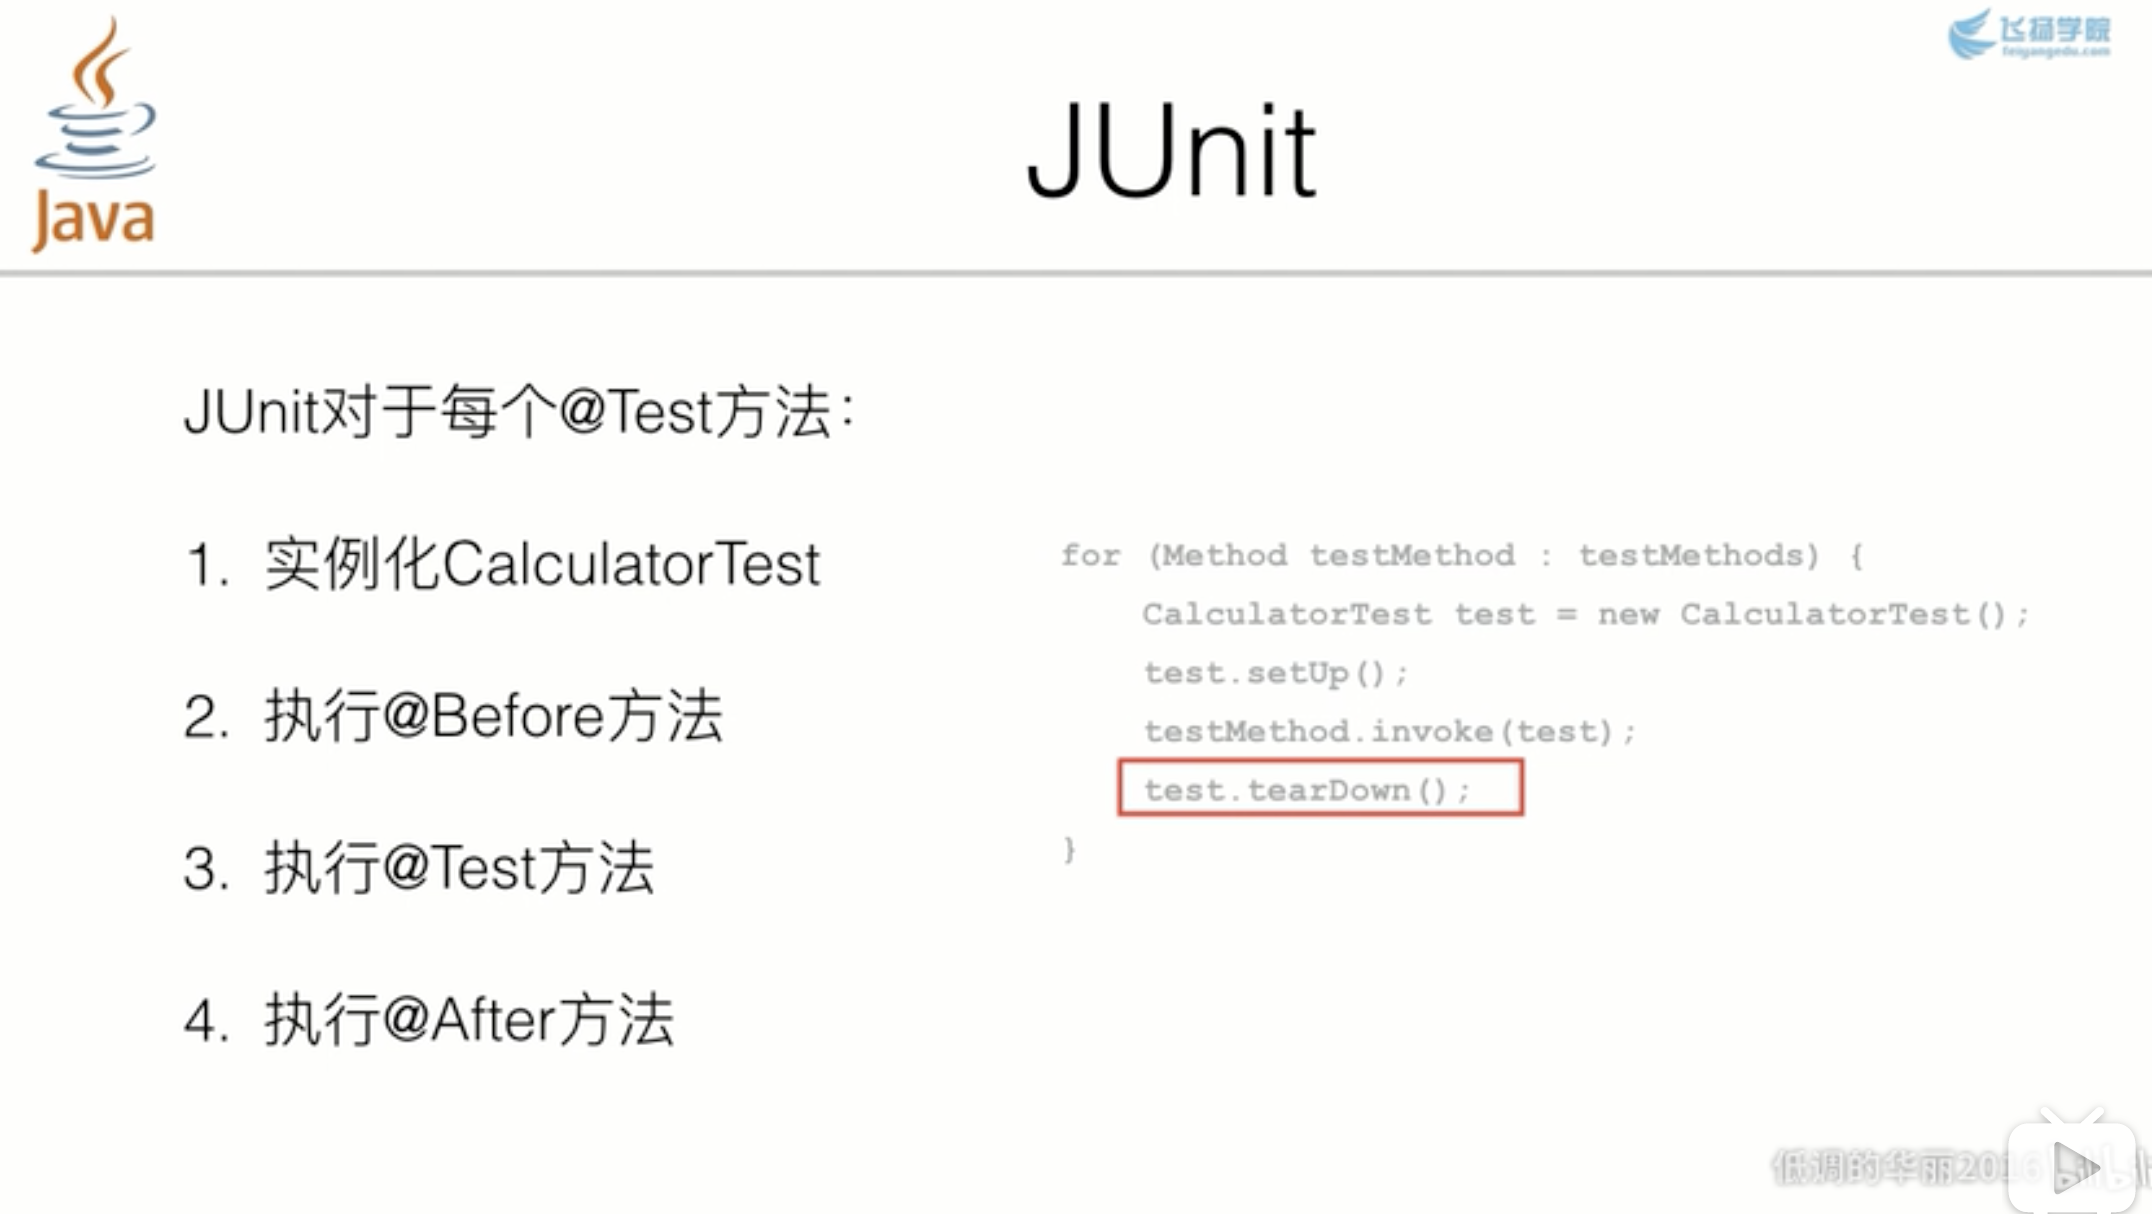 飞扬学院
feiyangedu.com
Java
JUnit
JUnit对于每个@Test方法：
1. 实例化CalculatorTest
2. 执行@Before方法
3. 执行@Test方法
4. 执行@After方法
for (Method testMethod : testMethods) {
CalculatorTest test = new CalculatorTest();
test.setUp();
testMethod.invoke(test);
test.tearDown();
}
低调的华丽2016